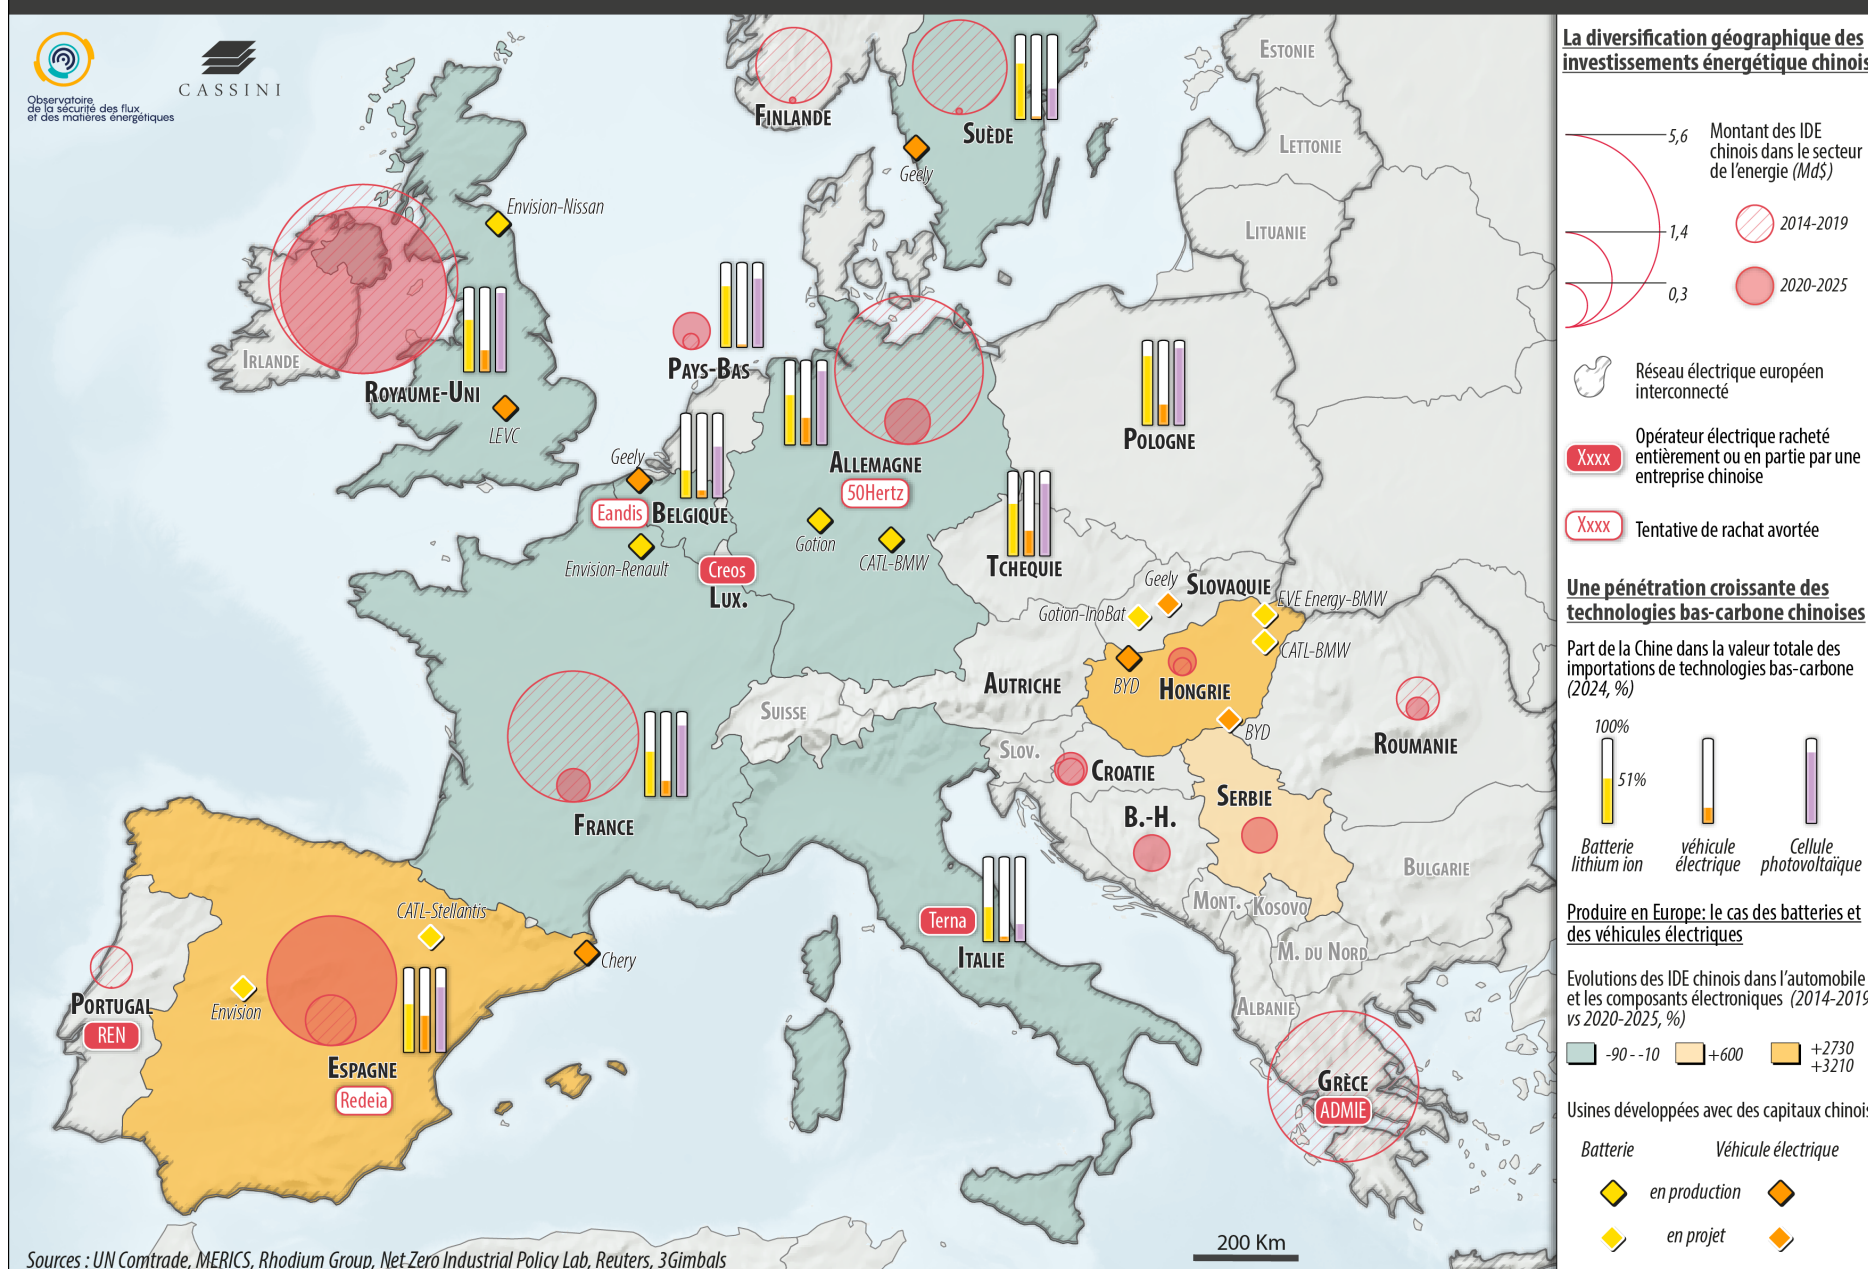 Observatoire
de la sécurité des flux
et des matières énergétiques
CASSINI
FINLANDE
SUÈDE
Geely
ESTONIE
LETTONIE
LITUANIE
Envision-Nissan
IRLANDE
ROYAUME-UNI
LEVC
PAYS-BAS
Geely
Eandis
BELGIQUE
Envision-Renault
Creos
LUX.
ALLEMAGNE
50Hertz
Gotion
CATL-BMW
POLOGNE
TCHEQUIE
Geely
SLOVAQUIE
Gotion-InoBat
EVE Energy-BMW
CATL-BMW
AUTRICHE
BYD
HONGRIE
BYD
SUISSE
SLOV.
CROATIE
ROUMANIE
SERBIE
B.-H.
FRANCE
BULGARIE
MONT.
KOSOVO
M. DU NORD
ALBANIE
Terna
ITALIE
CATL-Stellantis
Chery
Envision
PORTUGAL
REN
ESPAGNE
Redeia
GRÈCE
ADMIE
200 Km
Sources : UN Comtrade, MERICS, Rhodium Group, Net Zero Industrial Policy Lab, Reuters, 3Gimbals
La diversification géographique des
investissements énergétique chinois
5,6
1,4
0,3
Montant des IDE
chinois dans le secteur
de l'energie (Md$)
2014-2019
2020-2025
Réseau électrique européen
interconnecté
Xxxx
Opérateur électrique racheté
entièrement ou en partie par une
entreprise chinoise
Xxxx
Tentative de rachat avortée
Une pénétration croissante des
technologies bas-carbone chinoises
Part de la Chine dans la valeur totale des
importations de technologies bas-carbone
(2024, %)
100%
51%
Batterie
lithium ion
véhicule
électrique
Cellule
photovoltaïque
Produire en Europe: le cas des batteries et
des véhicules électriques
Evolutions des IDE chinois dans l'automobile
et les composants électroniques (2014-2019
vs 2020-2025, %)
-90 - -10
+600
+2730
+3210
Usines développées avec des capitaux chinois
Batterie
Véhicule électrique
en production
en projet